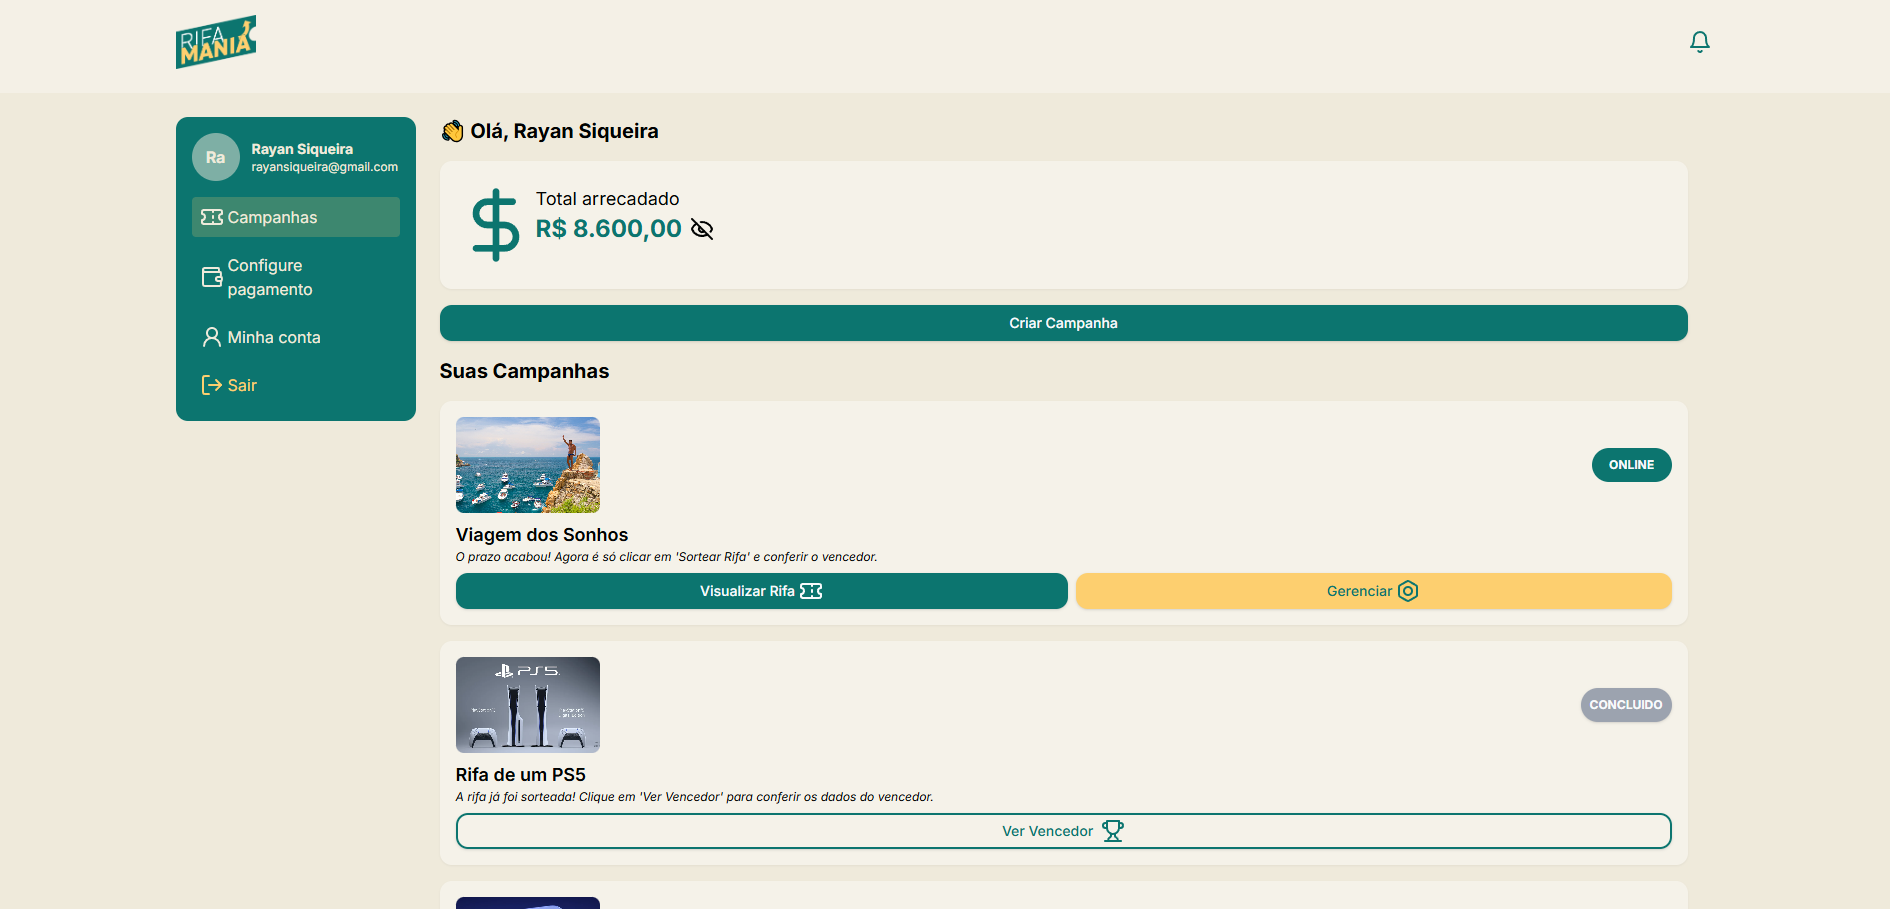 RIFA
MANIA
Ra
Rayan Siqueira
rayansiqueira@gmail.com
Campanhas
Configure
pagamento
Minha conta
Sair
Olá, Rayan Siqueira
Total arrecadado
R$ 8.600,00
Criar Campanha
Suas Campanhas
ONLINE
Viagem dos Sonhos
O prazo acabou! Agora é só clicar em 'Sortear Rifa' e conferir o vencedor.
Visualizar Rifa
Gerenciar
PS5
CONCLUIDO
Rifa de um PS5
A rifa já foi sorteada! Clique em 'Ver Vencedor' para conferir os dados do vencedor.
Ver Vencedor